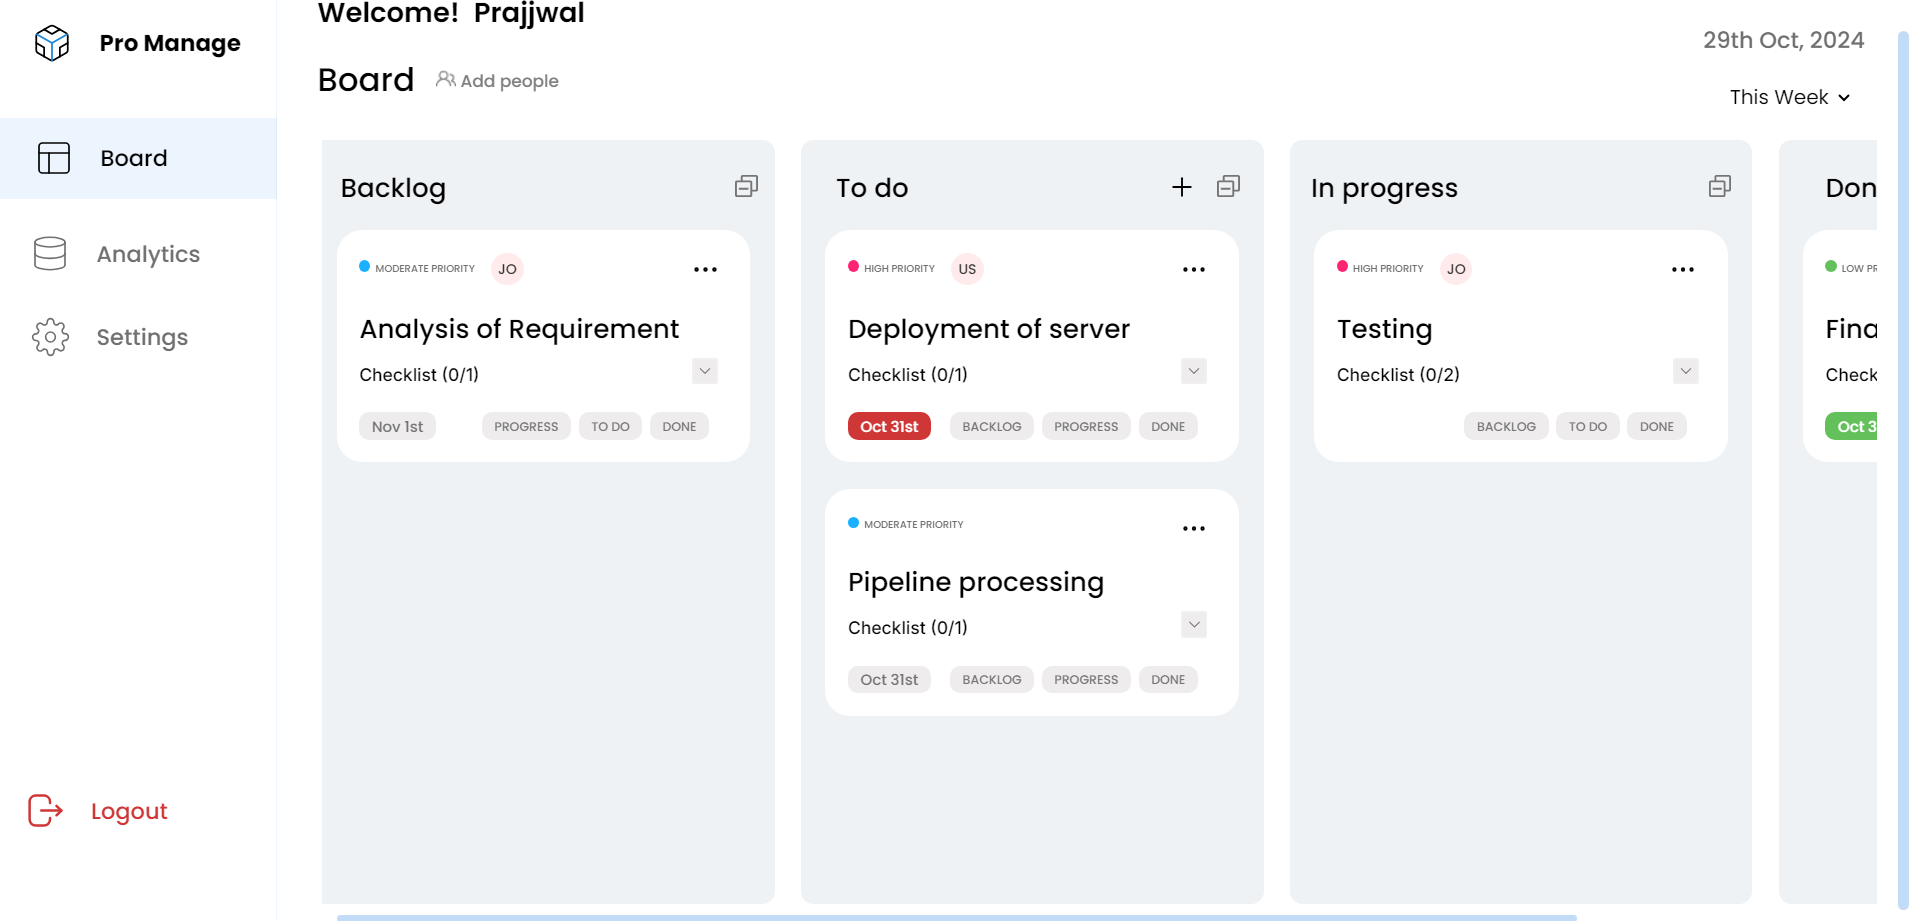 Pro Manage
Board
Analytics
Settings
Logout
Welcome! Prajjwal
29th Oct, 2024
Board
Add people
This Week
Backlog
MODERATE PRIORITY
JO
Analysis of Requirement
Checklist (0/1)
Nov 1st PROGRESS TO DO DONE
To do
HIGH PRIORITY
US
Deployment of server
Checklist (0/1)
Oct 31st BACKLOG PROGRESS DONE
MODERATE PRIORITY
Pipeline processing
Checklist (0/1)
Oct 31st BACKLOG PROGRESS DONE
In progress
HIGH PRIORITY
JO
Testing
Checklist (0/2)
BACKLOG TO DO DONE
Don
LOW PR
Fina
Check
Oct 3